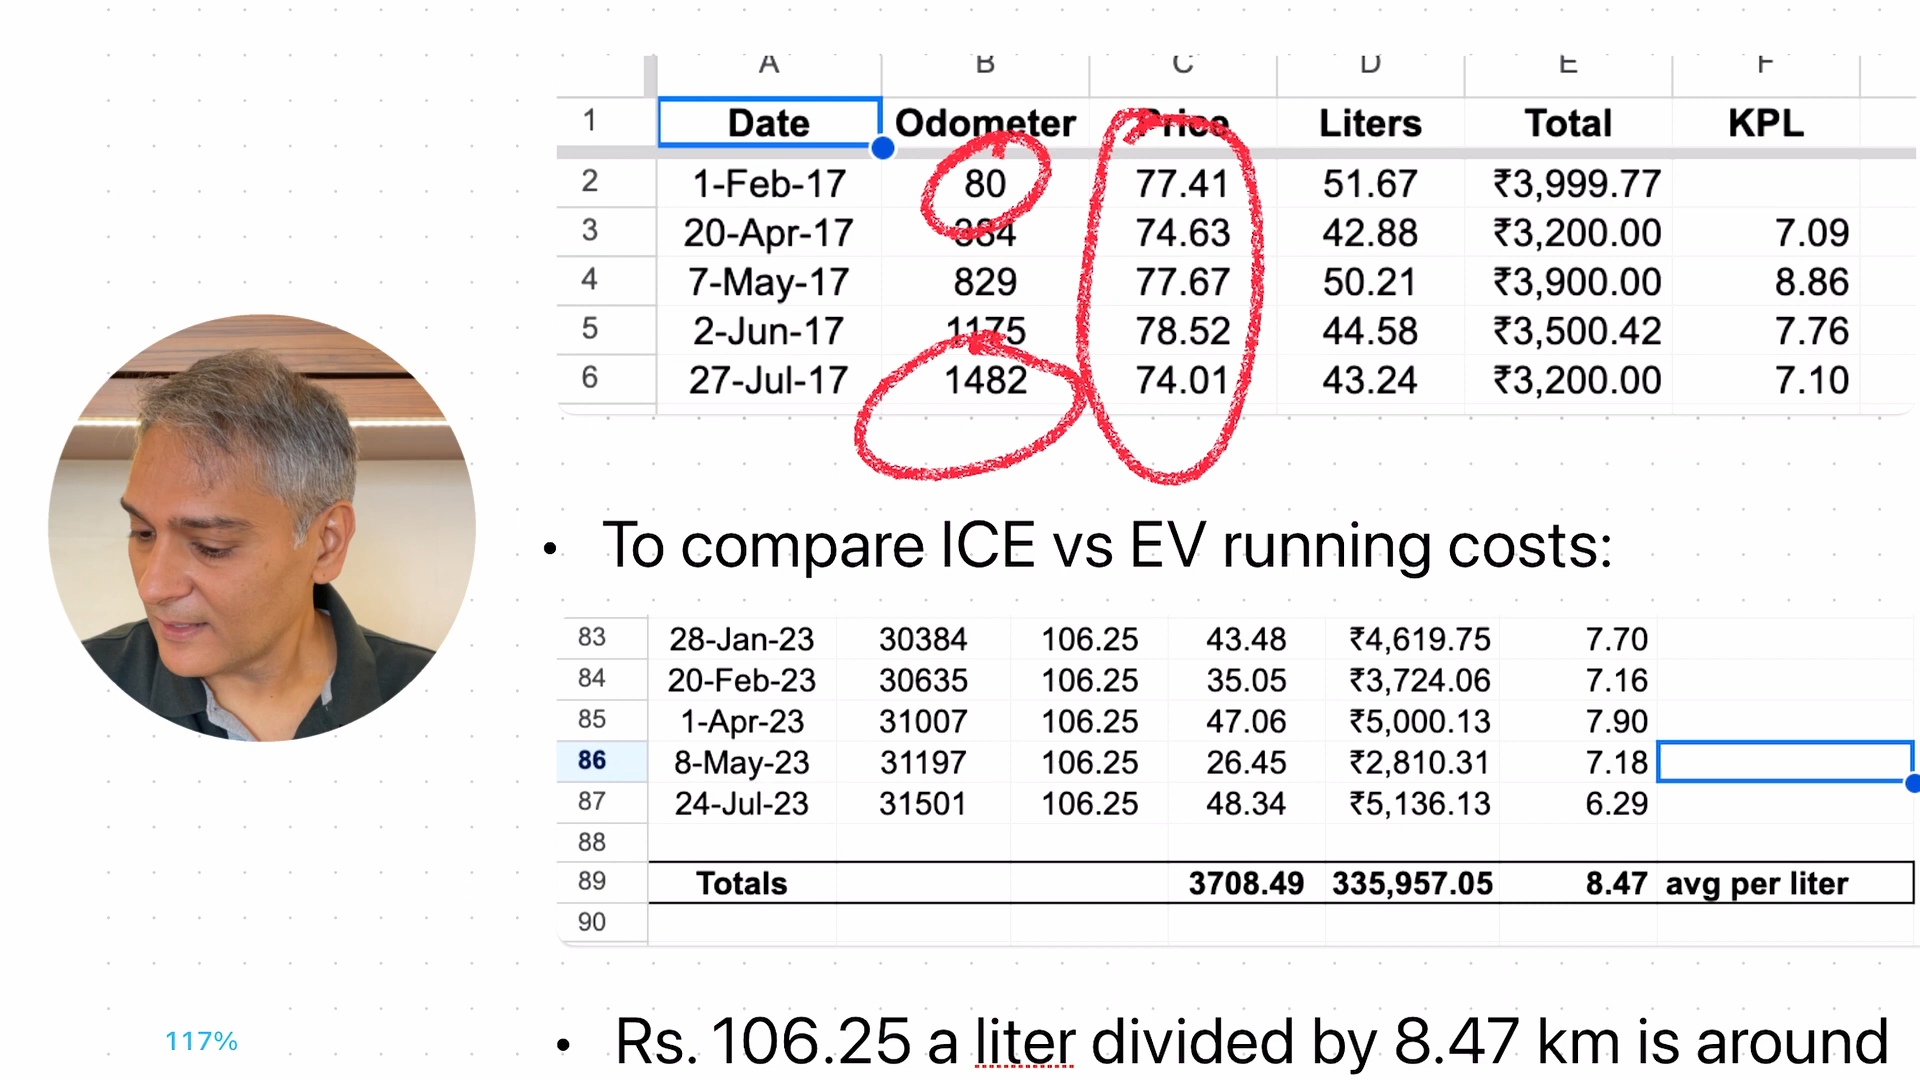 A B C D E F
1 Date Odometer Price Liters Total KPL
2 1-Feb-17 80 77.41 51.67 ₹3,999.77
3 20-Apr-17 384 74.63 42.88 ₹3,200.00 7.09
4 7-May-17 829 77.67 50.21 ₹3,900.00 8.86
5 2-Jun-17 1175 78.52 44.58 ₹3,500.42 7.76
6 27-Jul-17 1482 74.01 43.24 ₹3,200.00 7.10
• To compare ICE vs EV running costs:
83 28-Jan-23 30384 106.25 43.48 ₹4,619.75 7.70
84 20-Feb-23 30635 106.25 35.05 ₹3,724.06 7.16
85 1-Apr-23 31007 106.25 47.06 ₹5,000.13 7.90
86 8-May-23 31197 106.25 26.45 ₹2,810.31 7.18
87 24-Jul-23 31501 106.25 48.34 ₹5,136.13 6.29
88
89 Totals 3708.49 335,957.05 8.47 avg per liter
90
• Rs. 106.25 a liter divided by 8.47 km is around
117%